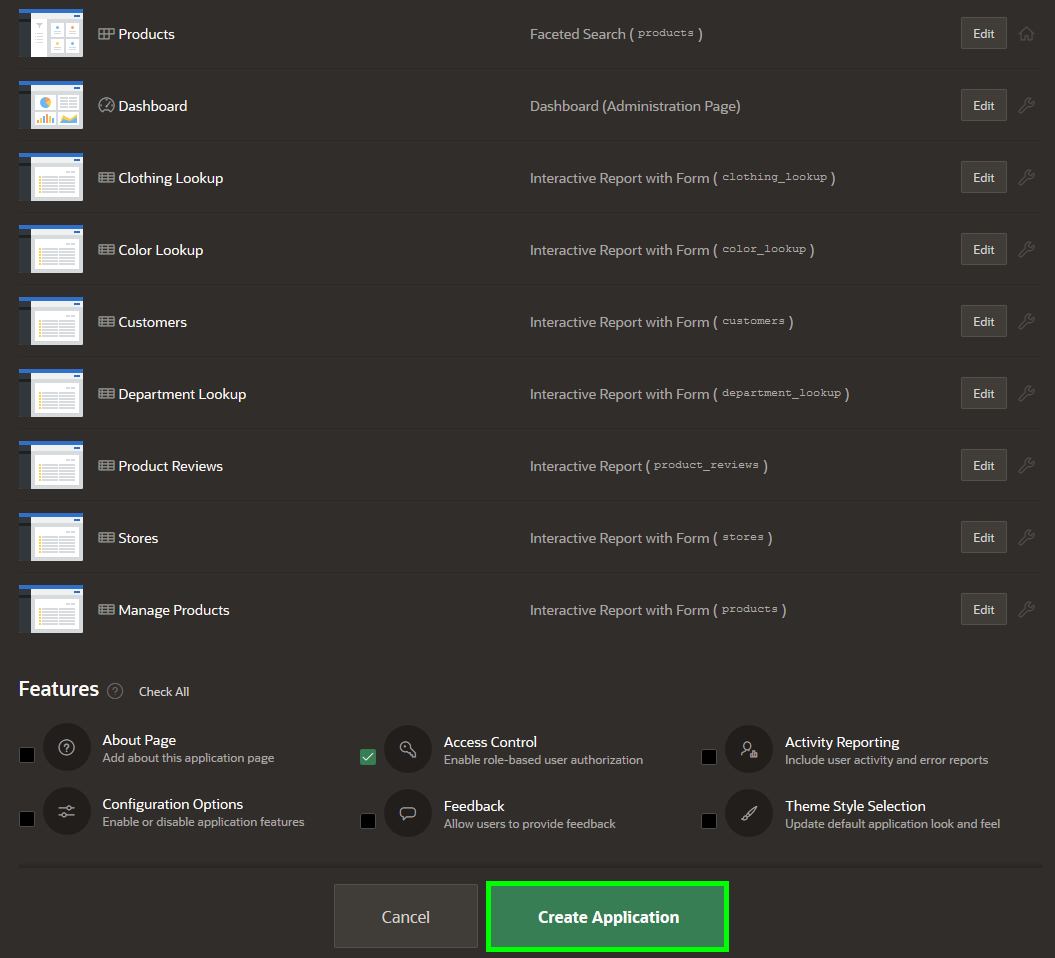 Products Faceted Search ( products ) Edit
Dashboard Dashboard (Administration Page) Edit
Clothing Lookup Interactive Report with Form ( clothing_lookup ) Edit
Color Lookup Interactive Report with Form ( color_lookup ) Edit
Customers Interactive Report with Form ( customers ) Edit
Department Lookup Interactive Report with Form ( department_lookup ) Edit
Product Reviews Interactive Report ( product_reviews ) Edit
Stores Interactive Report with Form ( stores ) Edit
Manage Products Interactive Report with Form ( products ) Edit
Features ? Check All
About Page
Add about this application page
Access Control
Enable role-based user authorization
Activity Reporting
Include user activity and error reports
Configuration Options
Enable or disable application features
Feedback
Allow users to provide feedback
Theme Style Selection
Update default application look and feel
Cancel Create Application